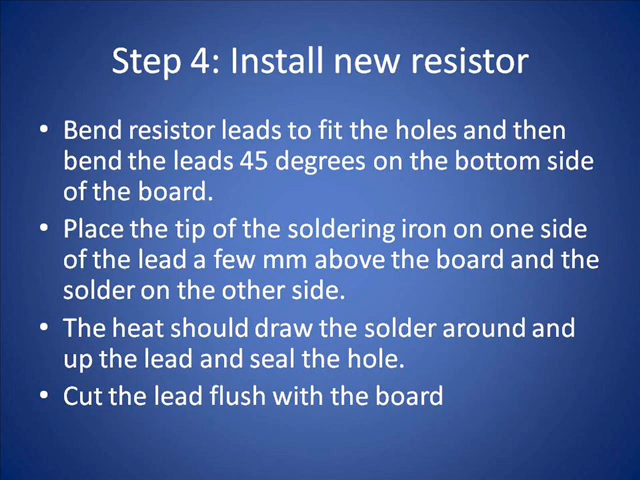 Step 4: Install new resistor
• Bend resistor leads to fit the holes and then
bend the leads 45 degrees on the bottom side
of the board.
• Place the tip of the soldering iron on one side
of the lead a few mm above the board and the
solder on the other side.
• The heat should draw the solder around and
up the lead and seal the hole.
• Cut the lead flush with the board